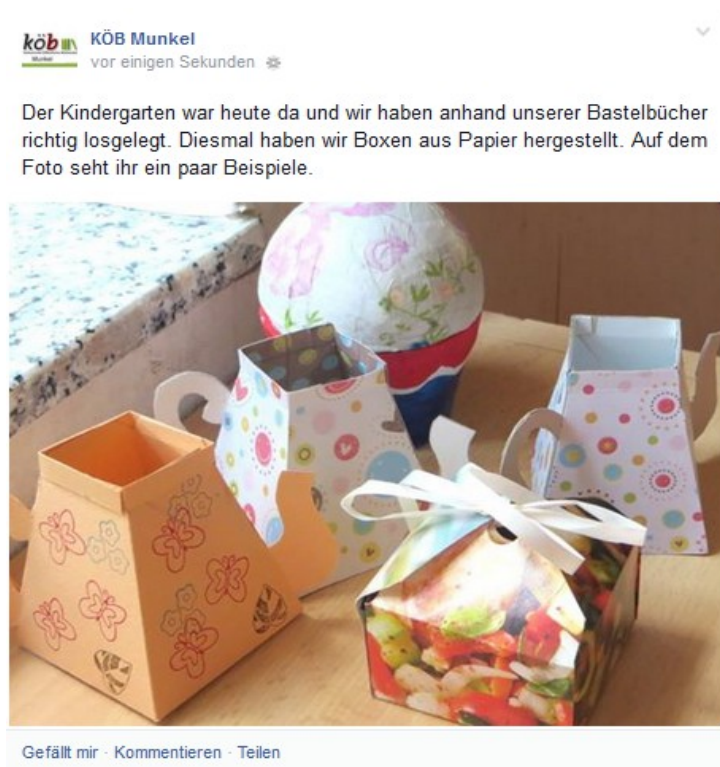 köb
Munkel
KÖB Munkel
vor einigen Sekunden
Der Kindergarten war heute da und wir haben anhand unserer Bastelbücher
richtig losgelegt. Diesmal haben wir Boxen aus Papier hergestellt. Auf dem
Foto seht ihr ein paar Beispiele.
Gefällt mir · Kommentieren · Teilen